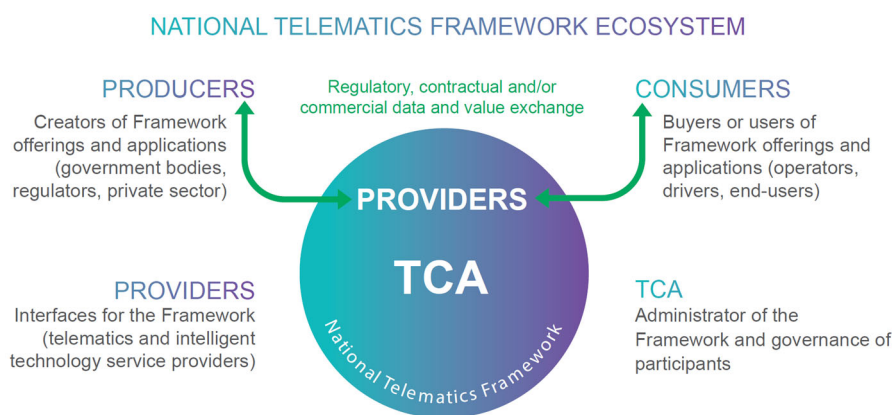 NATIONAL TELEMATICS FRAMEWORK ECOSYSTEM
PRODUCERS
Creators of Framework
offerings and applications
(government bodies,
regulators, private sector)
Regulatory, contractual and/or
commercial data and value exchange
CONSUMERS
Buyers or users of
Framework offerings and
applications (operators,
drivers, end-users)
PROVIDERS
TCA
National Telematics Framework
PROVIDERS
Interfaces for the Framework
(telematics and intelligent
technology service providers)
TCA
Administrator of the
Framework and governance of
participants